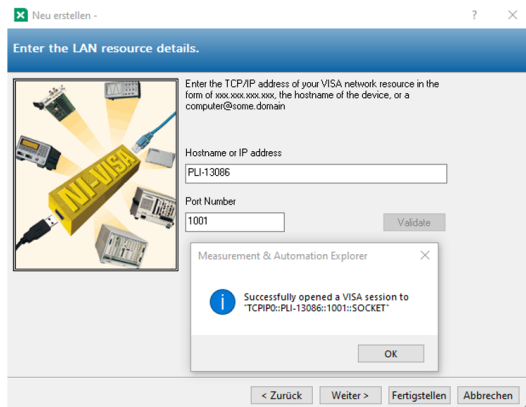 Neu erstellen -
Enter the LAN resource details.
Enter the TCP/IP address of your VISA network resource in the
form of xxx.xxx.xxx.xxx, the hostname of the device, or a
computer@some.domain
NI-VISA
Hostname or IP address
PLI-13086
Port Number
1001
Validate
Measurement & Automation Explorer
Successfully opened a VISA session to
"TCPIP0::PLI-13086::1001::SOCKET"
OK
< Zurück
Weiter >
Fertigstellen
Abbrechen